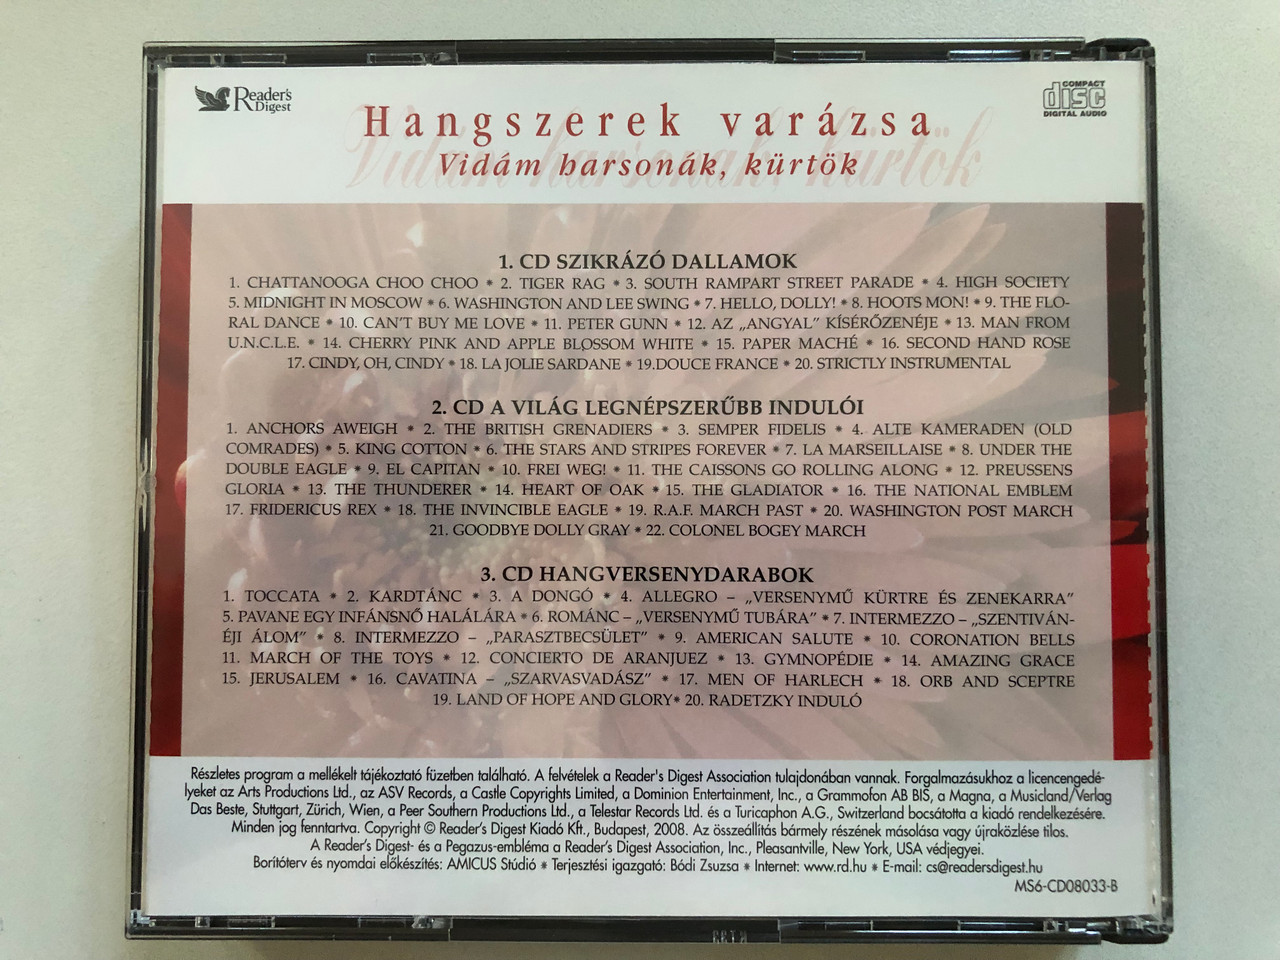 Reader's
Digest
COMPACT
disc
DIGITAL AUDIO
Hangszerek varázsa
Vidám harsonák, kürtök
Vidám harsonák, kürtök
1. CD SZIKRÁZÓ DALLAMOK
1. CHATTANOOGA CHOO CHOO * 2. TIGER RAG * 3. SOUTH RAMPART STREET PARADE * 4. HIGH SOCIETY
5. MIDNIGHT IN MOSCOW * 6. WASHINGTON AND LEE SWING * 7. HELLO, DOLLY! * 8. HOOTS MON! * 9. THE FLO-
RAL DANCE * 10. CAN'T BUY ME LOVE * 11. PETER GUNN * 12. AZ „ANGYAL” KÍSÉRŐZENÉJE * 13. MAN FROM
U.N.C.L.E. * 14. CHERRY PINK AND APPLE BLOSSOM WHITE * 15. PAPER MACHÉ * 16. SECOND HAND ROSE
17. CINDY, OH, CINDY * 18. LA JOLIE SARDANE * 19.DOUCE FRANCE * 20. STRICTLY INSTRUMENTAL
2. CD A VILÁG LEGNÉPSZERŰBB INDULÓI
1. ANCHORS AWEIGH * 2. THE BRITISH GRENADIERS * 3. SEMPER FIDELIS * 4. ALTE KAMERADEN (OLD
COMRADES) * 5. KING COTTON * 6. THE STARS AND STRIPES FOREVER * 7. LA MARSEILLAISE * 8. UNDER THE
DOUBLE EAGLE * 9. EL CAPITAN * 10. FREI WEG! * 11. THE CAISSONS GO ROLLING ALONG * 12. PREUSSENS
GLORIA * 13. THE THUNDERER * 14. HEART OF OAK * 15. THE GLADIATOR * 16. THE NATIONAL EMBLEM
17. FRIDERICUS REX * 18. THE INVINCIBLE EAGLE * 19. R.A.F. MARCH PAST * 20. WASHINGTON POST MARCH
21. GOODBYE DOLLY GRAY * 22. COLONEL BOGEY MARCH
3. CD HANGVERSENYDARABOK
1. TOCCATA * 2. KARDTÁNC * 3. A DONGÓ * 4. ALLEGRO – „VERSENYMŰ KÜRTRE ÉS ZENEKARRA”
5. PAVANE EGY INFÁNSNŐ HALÁLÁRA * 6. ROMÁNC – „VERSENYMŰ TUBÁRA” * 7. INTERMEZZO – „SZENTIVÁN-
ÉJI ÁLOM” * 8. INTERMEZZO – „PARASZTBECSÜLET” * 9. AMERICAN SALUTE * 10. CORONATION BELLS
11. MARCH OF THE TOYS * 12. CONCIERTO DE ARANJUEZ * 13. GYMNOPÉDIE * 14. AMAZING GRACE
15. JERUSALEM * 16. CAVATINA – „SZARVASVADÁSZ” * 17. MEN OF HARLECH * 18. ORB AND SCEPTRE
19. LAND OF HOPE AND GLORY* 20. RADETZKY INDULÓ
Részletes program a mellékelt tájékoztató füzetben található. A felvételek a Reader's Digest Association tulajdonában vannak. Forgalmazásukhoz a licencengedé-
lyeket az Arts Productions Ltd., az ASV Records, a Castle Copyrights Limited, a Dominion Entertainment, Inc., a Grammofon AB BIS, a Magna, a Musicland/Verlag
Das Beste, Stuttgart, Zürich, Wien, a Peer Southern Productions Ltd., a Telestar Records Ltd. és a Turicaphon A.G., Switzerland bocsátotta a kiadó rendelkezésére.
Minden jog fenntartva. Copyright © Reader's Digest Kiadó Kft., Budapest, 2008. Az összeállítás bármely részének másolása vagy újraközlése tilos.
A Reader's Digest- és a Pegazus-embléma a Reader's Digest Association, Inc., Pleasantville, New York, USA védjegyei.
Borítóterv és nyomdai előkészítés: AMICUS Stúdió * Terjesztési igazgató: Bódi Zsuzsa * Internet: www.rd.hu * E-mail: cs@readersdigest.hu
MS6-CD08033-B